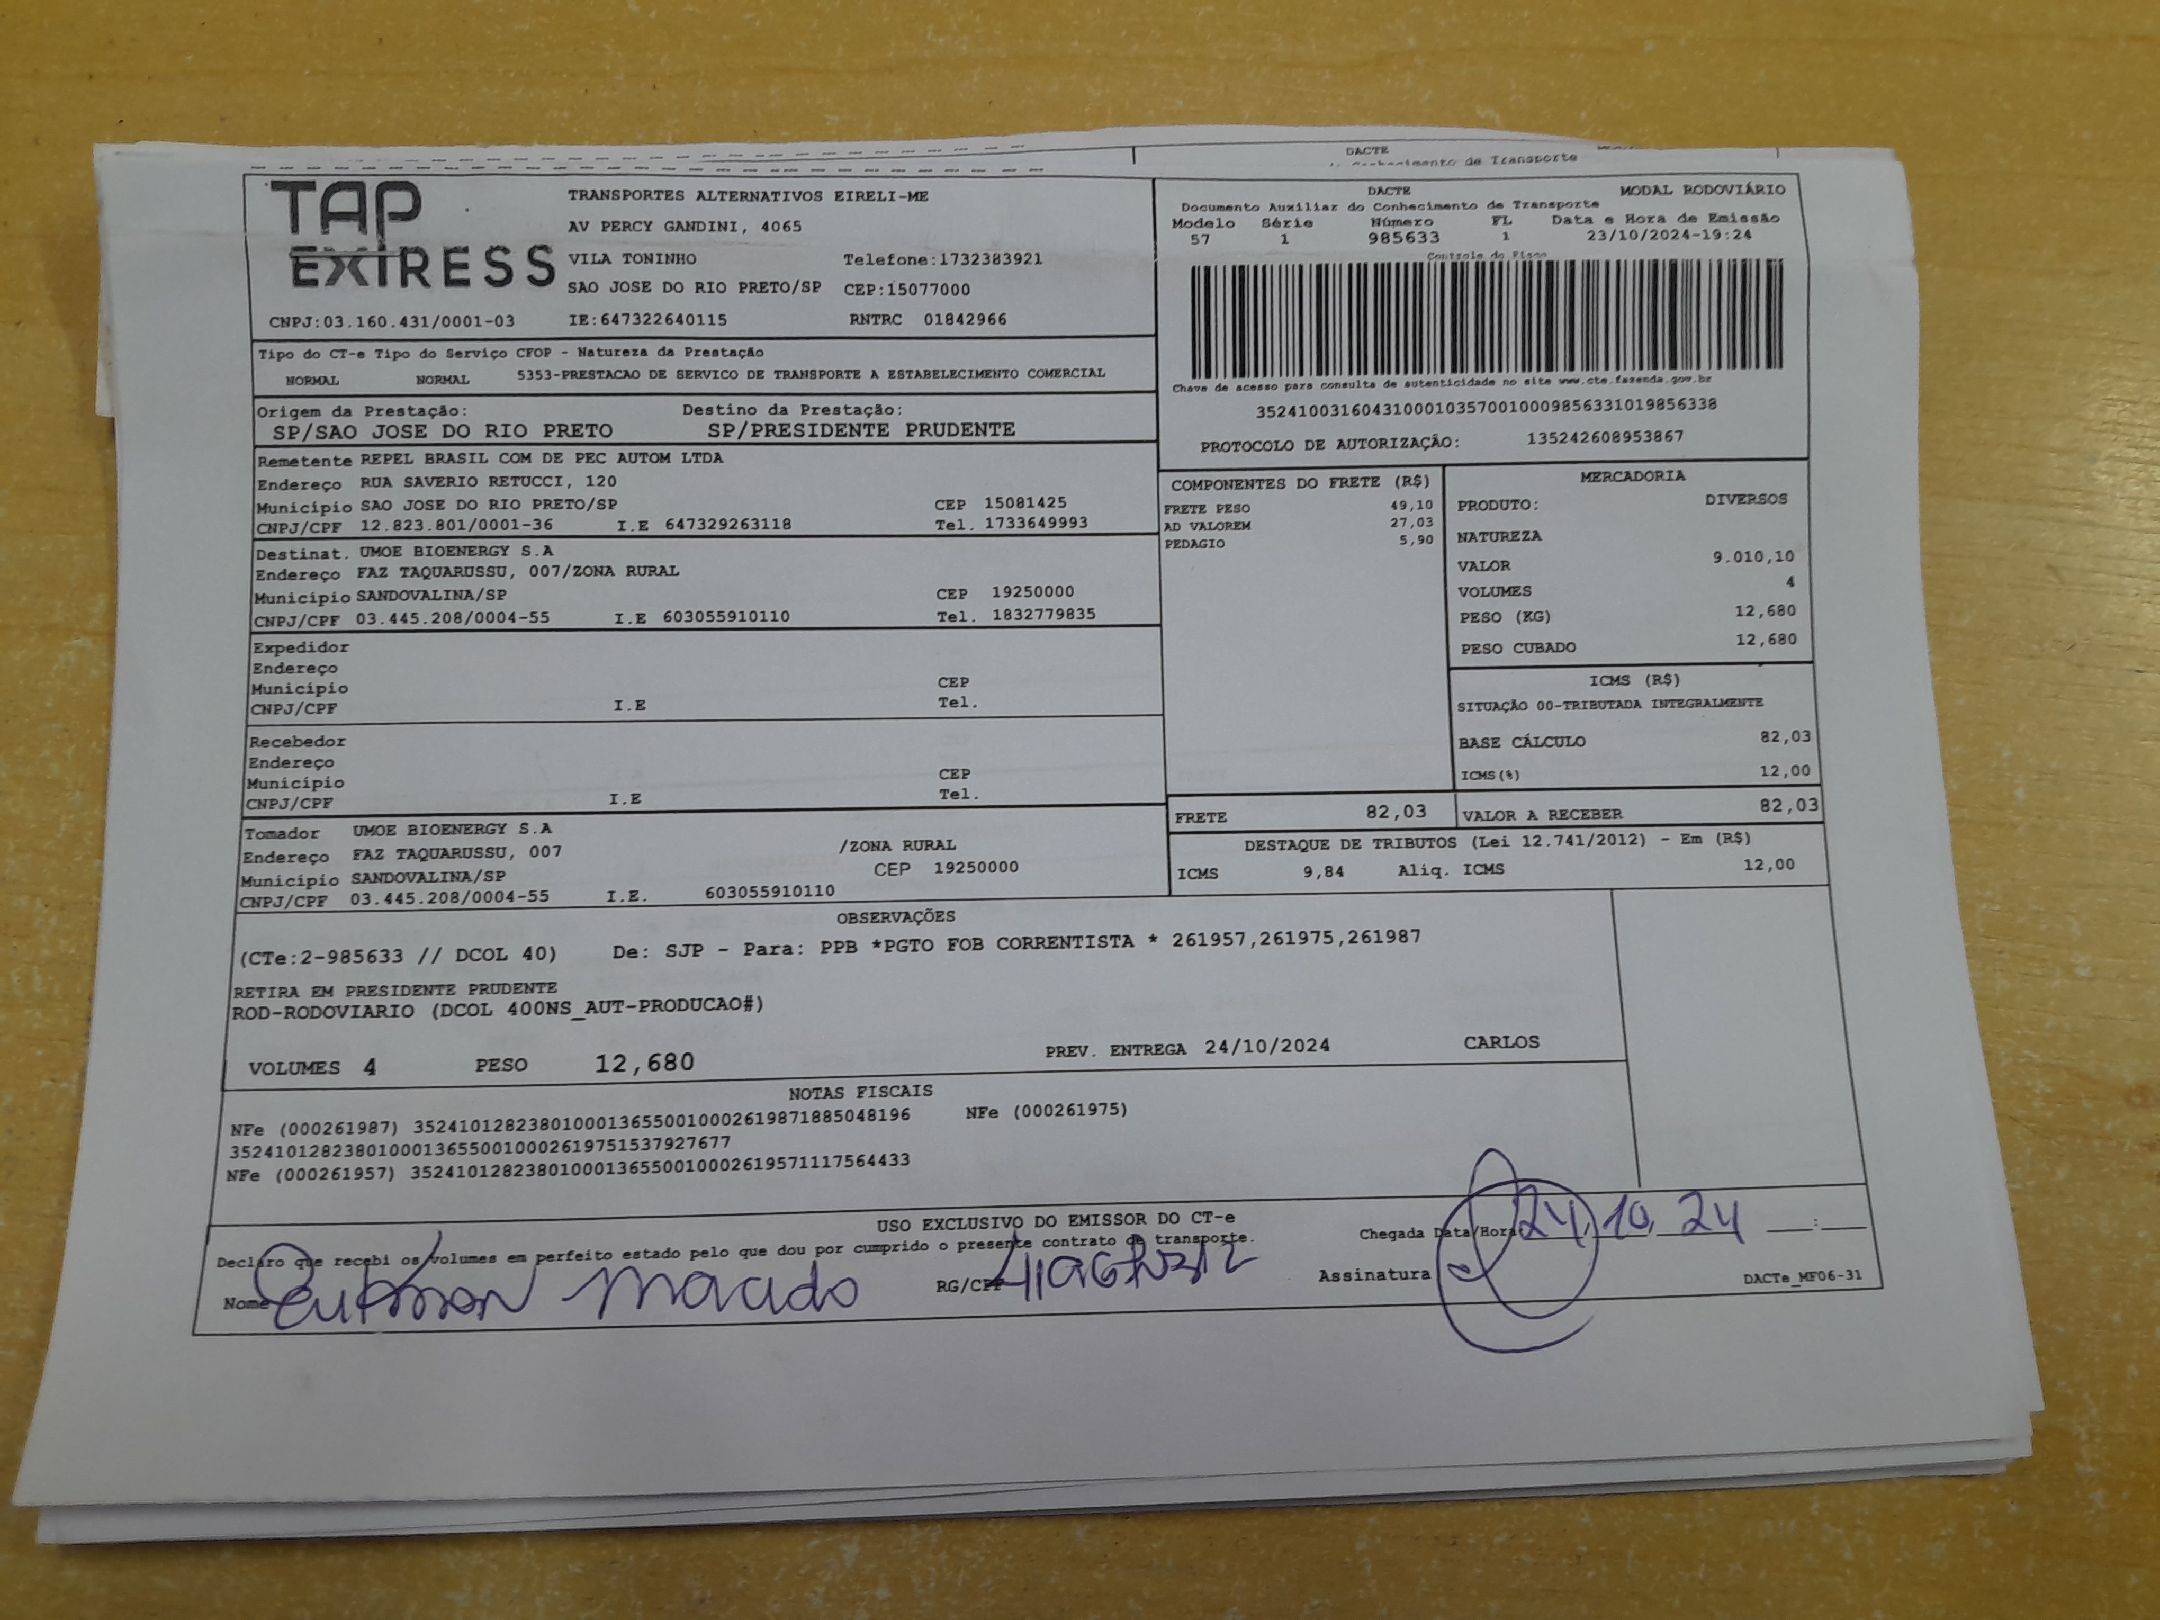 DACTE
TAP
EXPRESS
TRANSPORTES ALTERNATIVOS EIRELI-ME
AV PERCY GANDINI, 4065
VILA TONINHO Telefone:1732383921
SAO JOSE DO RIO PRETO/SP CEP:15077000
CNPJ:03.160.431/0001-03 IE:647322640115 RNTRC 01842966
DACTE MODAL RODOVIÁRIO
Documento Auxiliar do Conhecimento de Transporte
Modelo Série Número FL Data e Hora de Emissão
57 1 985633 1 23/10/2024-19:24
Controle do Fisco
Chave de acesso para consulta de autenticidade no site www.cte.fazenda.gov.br
35241003160431000103570010009856331019856338
PROTOCOLO DE AUTORIZAÇÃO: 135242608953867
Tipo do CT-e Tipo do Serviço CFOP - Natureza da Prestação
NORMAL NORMAL 5353-PRESTACAO DE SERVICO DE TRANSPORTE A ESTABELECIMENTO COMERCIAL
Origem da Prestação: Destino da Prestação:
SP/SAO JOSE DO RIO PRETO SP/PRESIDENTE PRUDENTE
Remetente REPEL BRASIL COM DE PEC AUTOM LTDA
Endereço RUA SAVERIO RETUCCI, 120
Município SAO JOSE DO RIO PRETO/SP CEP 15081425
CNPJ/CPF 12.823.801/0001-36 I.E 647329263118 Tel. 1733649993
Destinat. UMOE BIOENERGY S.A
Endereço FAZ TAQUARUSSU, 007/ZONA RURAL
Município SANDOVALINA/SP CEP 19250000
CNPJ/CPF 03.445.208/0004-55 I.E 603055910110 Tel. 1832779835
Expedidor
Endereço
Município CEP
CNPJ/CPF I.E Tel.
Recebedor
Endereço
Município CEP
CNPJ/CPF I.E Tel.
Tomador UMOE BIOENERGY S.A
Endereço FAZ TAQUARUSSU, 007 /ZONA RURAL
Município SANDOVALINA/SP CEP 19250000
CNPJ/CPF 03.445.208/0004-55 I.E. 603055910110
COMPONENTES DO FRETE (R$)
FRETE PESO 49,10
AD VALOREM 27,03
PEDAGIO 5,90
MERCADORIA
PRODUTO: DIVERSOS
NATUREZA
VALOR 9.010,10
VOLUMES 4
PESO (KG) 12,680
PESO CUBADO 12,680
ICMS (R$)
SITUAÇÃO 00-TRIBUTADA INTEGRALMENTE
BASE CÁLCULO 82,03
ICMS(%) 12,00
FRETE 82,03 VALOR A RECEBER 82,03
DESTAQUE DE TRIBUTOS (Lei 12.741/2012) - Em (R$)
ICMS 9,84 Aliq. ICMS 12,00
OBSERVAÇÕES
(CTe:2-985633 // DCOL 40) De: SJP - Para: PPB *PGTO FOB CORRENTISTA * 261957,261975,261987
RETIRA EM PRESIDENTE PRUDENTE
ROD-RODOVIARIO (DCOL 400NS_AUT-PRODUCAO#)
VOLUMES 4 PESO 12,680 PREV. ENTREGA 24/10/2024 CARLOS
NOTAS FISCAIS
NFe (000261987) 35241012823801000136550010002619871885048196 NFe (000261975)
35241012823801000136550010002619751537927677
NFe (000261957) 35241012823801000136550010002619571117564433
USO EXCLUSIVO DO EMISSOR DO CT-e
Declaro que recebi os volumes em perfeito estado pelo que dou por cumprido o presente contrato de transporte.
Chegada Data/Hora 24/10/24 __:__
Nome RG/CPF Assinatura
DACTe_MF06-31